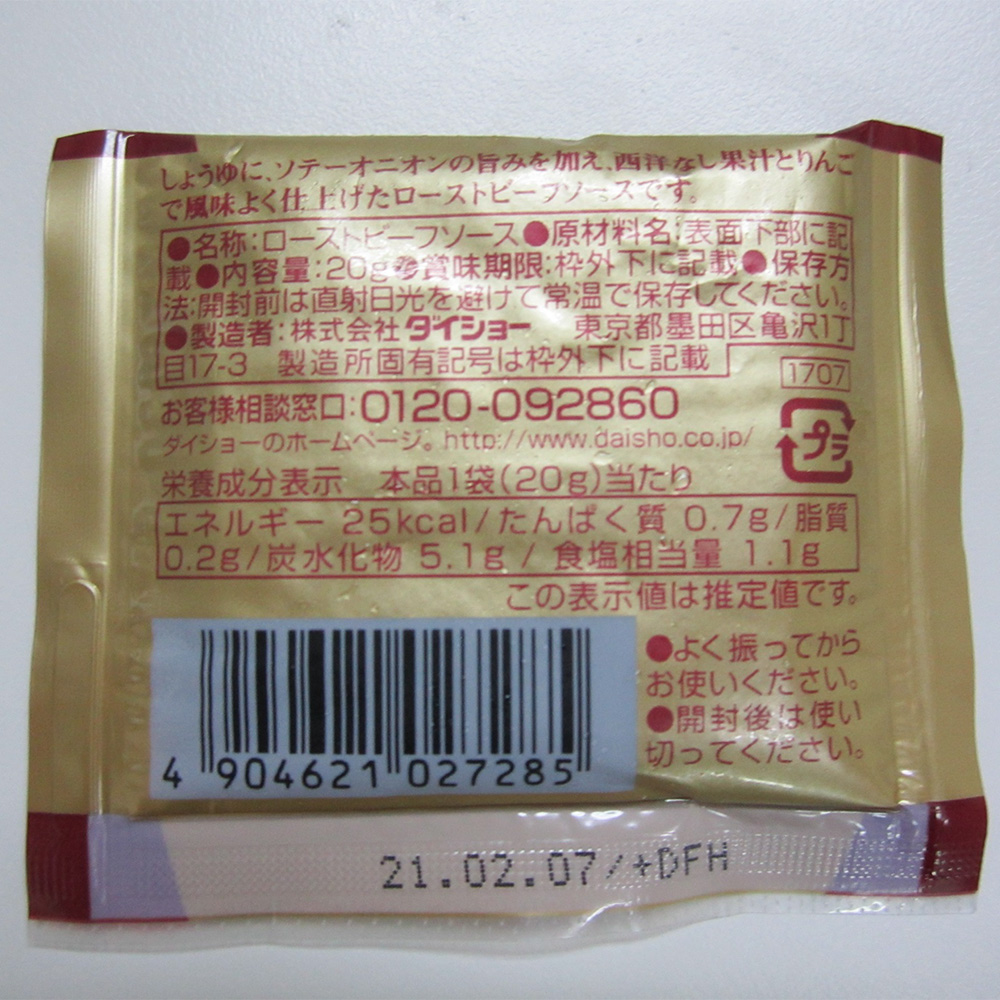 しょうゆに、ソテーオニオンの旨みを加え、西洋なし果汁とりんご
で風味よく仕上げたローストビーフソースです。
●名称:ローストビーフソース●原材料名:表面下部に記
載●内容量:20g●賞味期限:枠外下に記載●保存方
法:開封前は直射日光を避けて常温で保存してください。
●製造者:株式会社ダイショー 東京都墨田区亀沢1丁
目17-3 製造所固有記号は枠外下に記載
1707
お客様相談窓口:0120-092860
ダイショーのホームページ。http://www.daisho.co.jp/
プラ
栄養成分表示 本品1袋(20g)当たり
エネルギー 25kcal/たんぱく質 0.7g/脂質
0.2g/炭水化物 5.1g/食塩相当量 1.1g
この表示値は推定値です。
●よく振ってから
お使いください。
●開封後は使い
切ってください。
4 904621 027285
21.02.07/+DFH